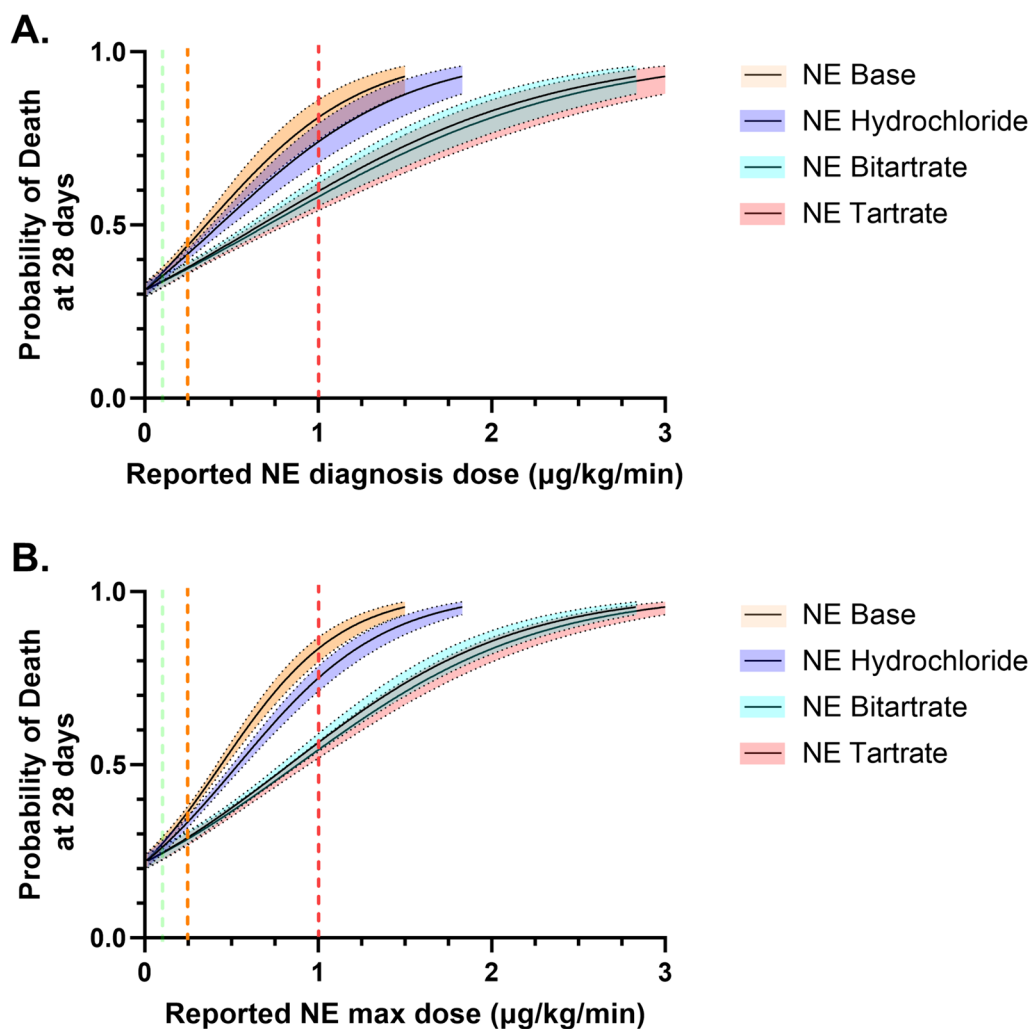 A.
Probability of Death
at 28 days
1.0
0.5
0.0
0
1
2
3
Reported NE diagnosis dose (µg/kg/min)
NE Base
NE Hydrochloride
NE Bitartrate
NE Tartrate
B.
Probability of Death
at 28 days
1.0
0.5
0.0
0
1
2
3
Reported NE max dose (µg/kg/min)
NE Base
NE Hydrochloride
NE Bitartrate
NE Tartrate